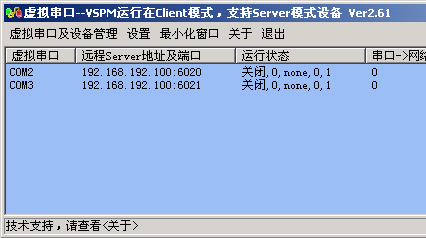 虚拟串口--VSPM运行在Client模式，支持Server模式设备 Ver2.61
虚拟串口及设备管理 设置 最小化窗口 关于 退出
虚拟串口 远程Server地址及端口 运行状态 串口->网络
COM2 192.168.192.100:6020 关闭,0,none,0,1 0
COM3 192.168.192.100:6021 关闭,0,none,0,1 0
技术支持，请查看<关于>